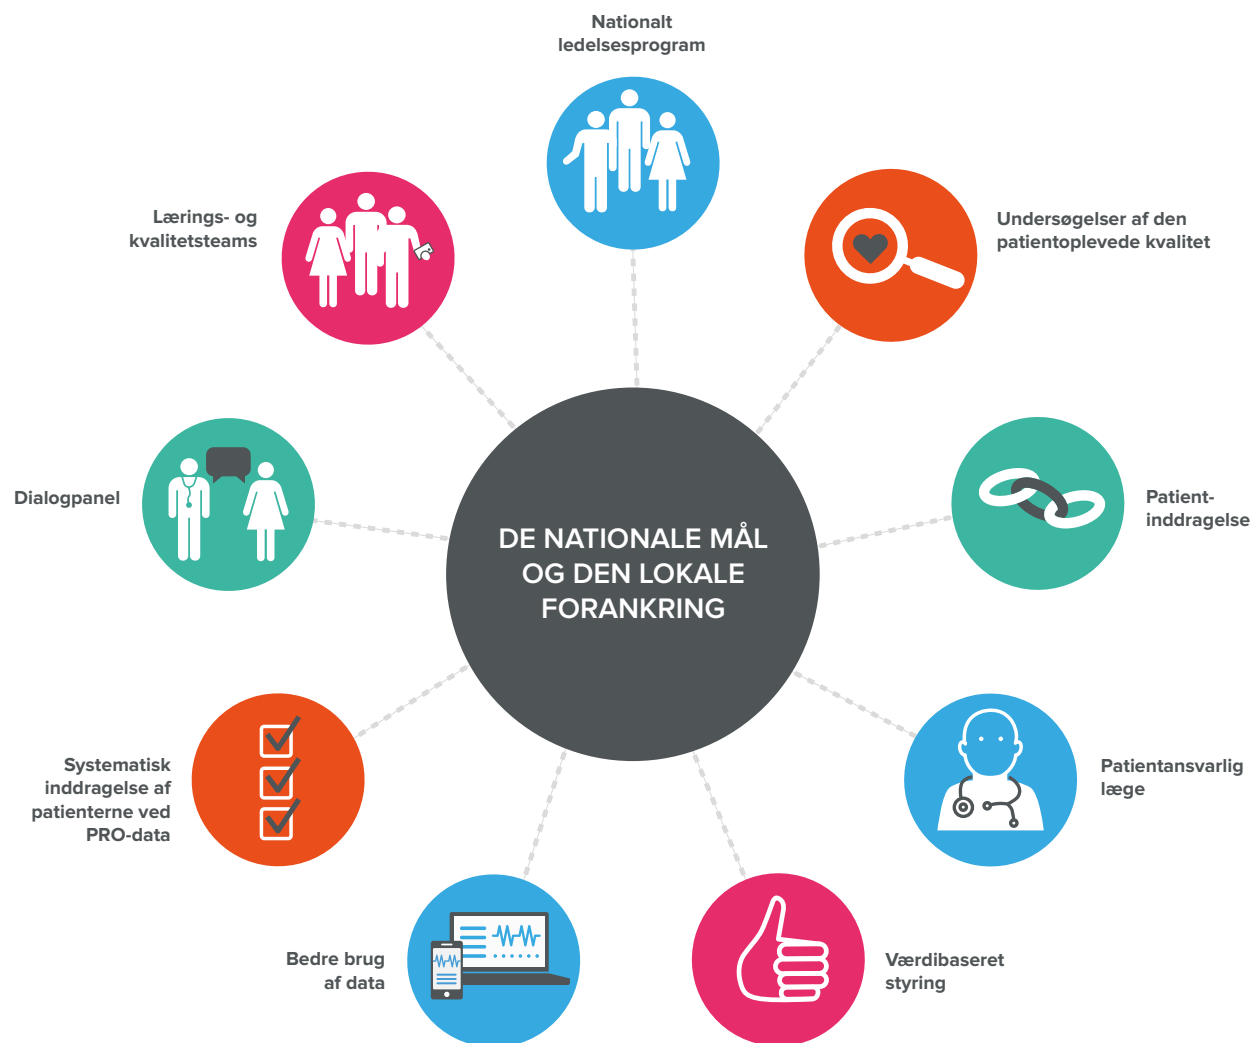 Nationalt
ledelsesprogram
Undersøgelser af den
patientoplevede kvalitet
Patient-
inddragelse
Patientansvarlig
læge
Værdibaseret
styring
Bedre brug
af data
Systematisk
inddragelse af
patienterne ved
PRO-data
Dialogpanel
Lærings- og
kvalitetsteams
DE NATIONALE MÅL
OG DEN LOKALE
FORANKRING